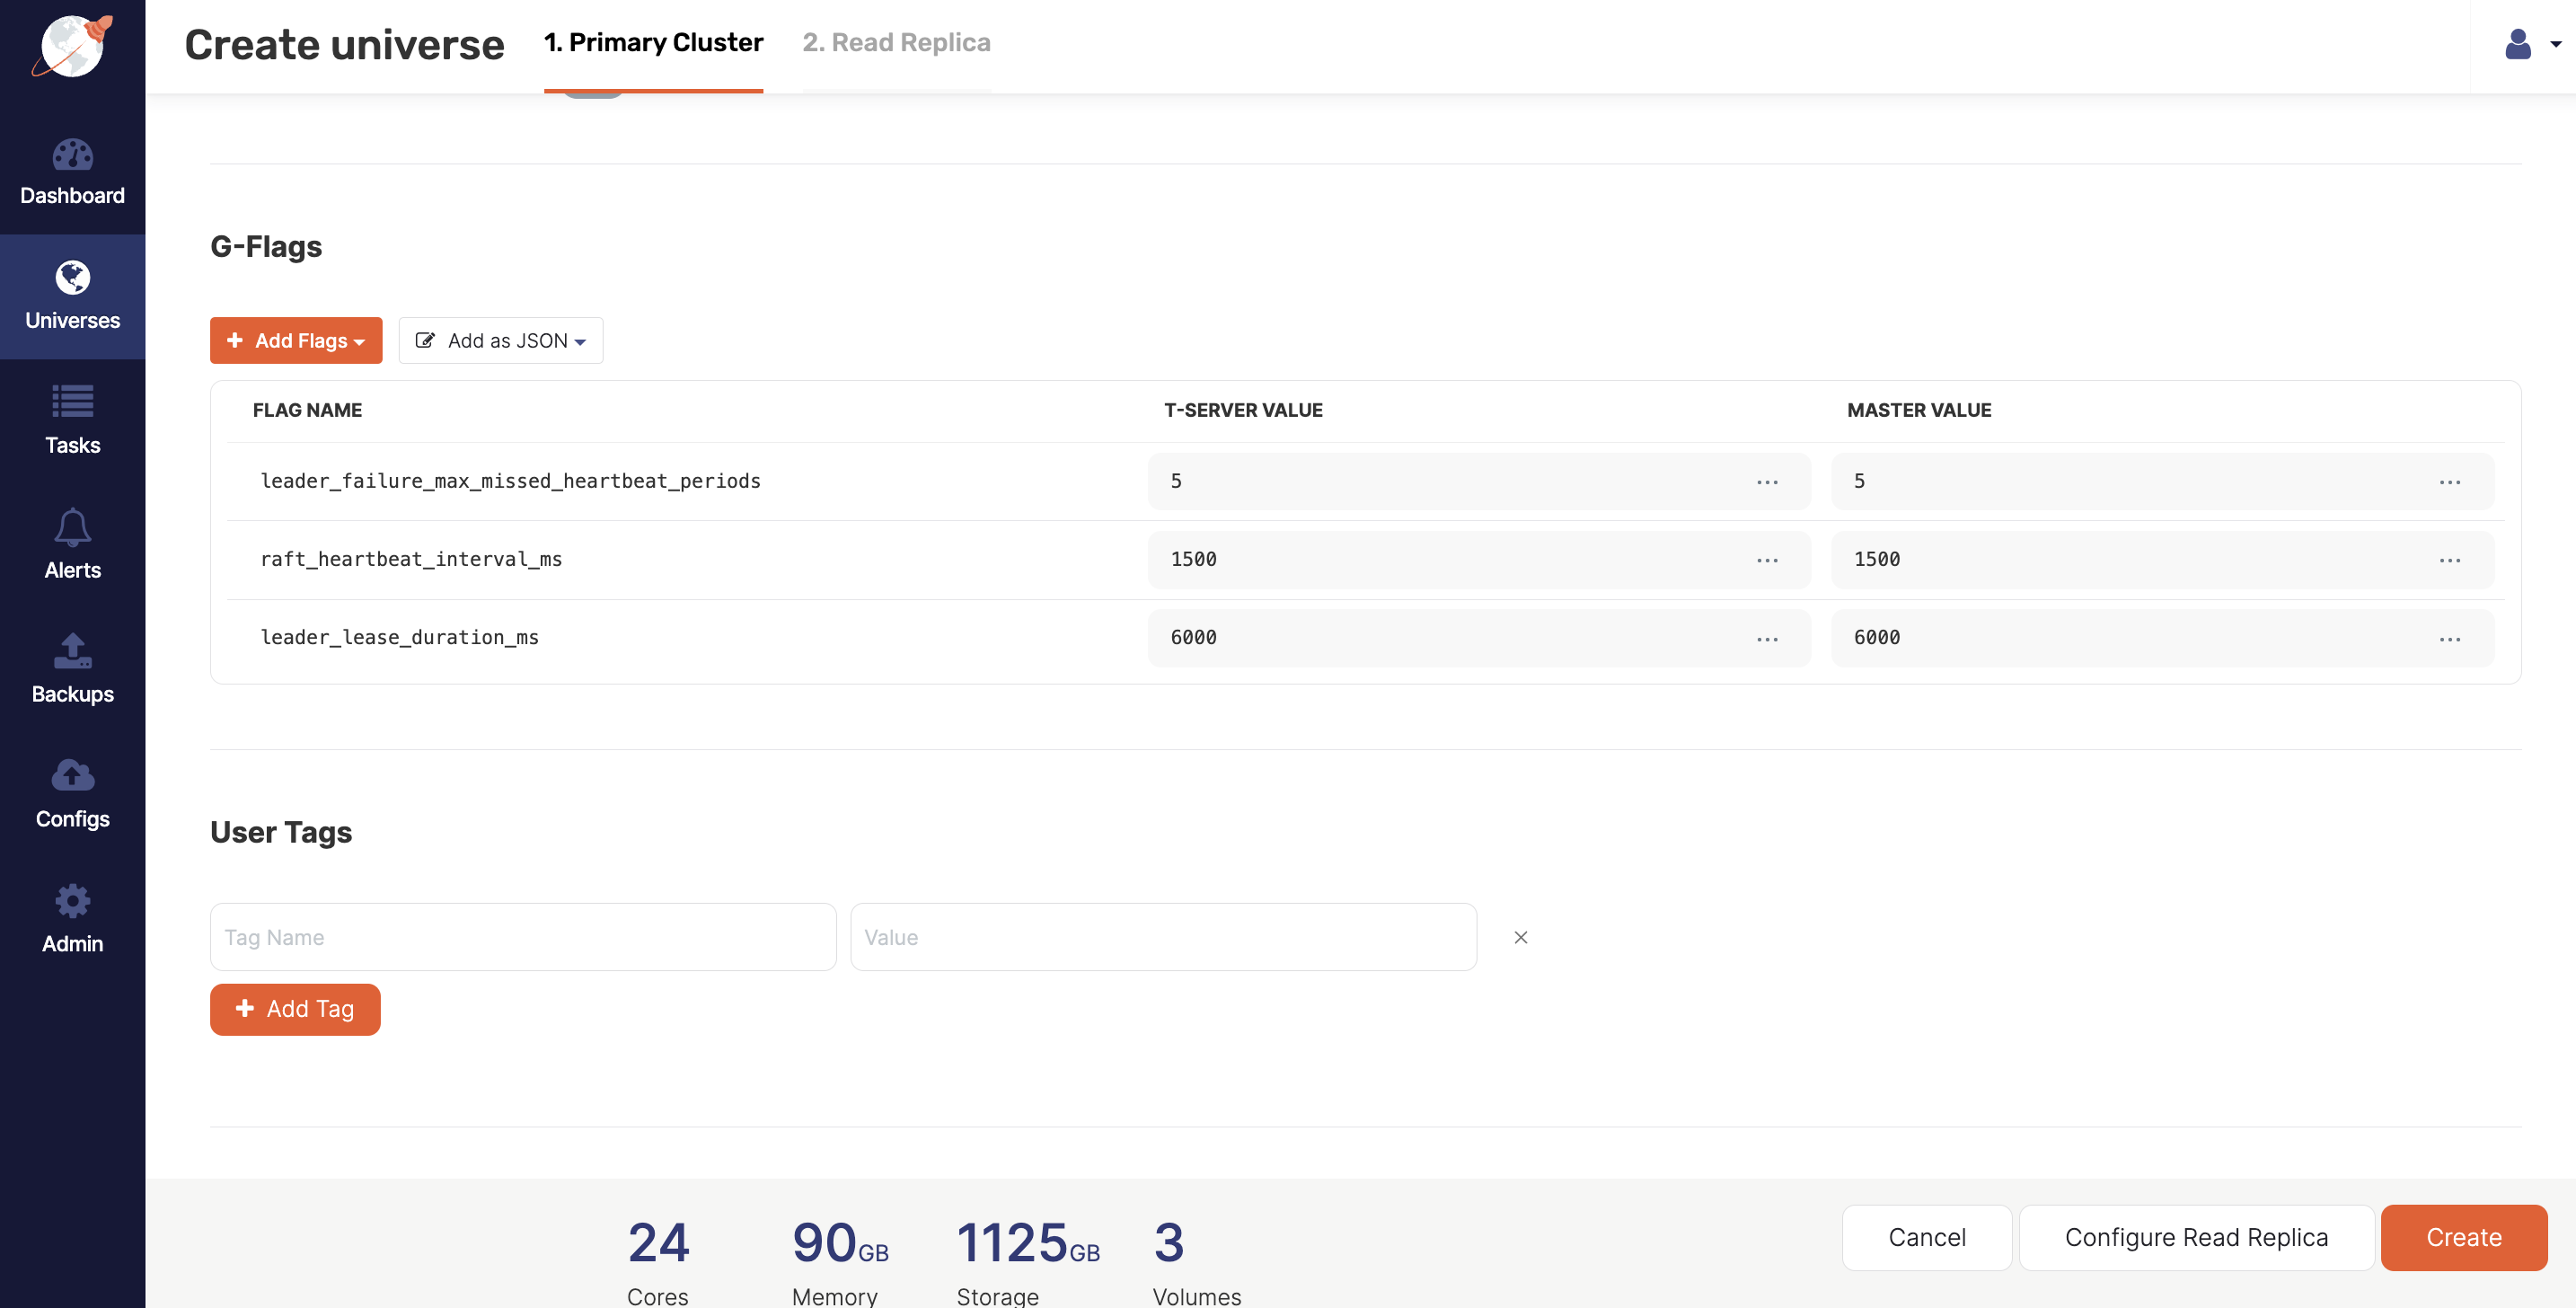 Create universe
1. Primary Cluster
2. Read Replica
Dashboard
Universes
Tasks
Alerts
Backups
Configs
Admin
G-Flags
Add Flags
Add as JSON
FLAG NAME T-SERVER VALUE MASTER VALUE
leader_failure_max_missed_heartbeat_periods 5 ... 5 ...
raft_heartbeat_interval_ms 1500 ... 1500 ...
leader_lease_duration_ms 6000 ... 6000 ...
User Tags
Tag Name
Value
Add Tag
24 90GB 1125GB 3
Cores Memory Storage Volumes
Cancel
Configure Read Replica
Create